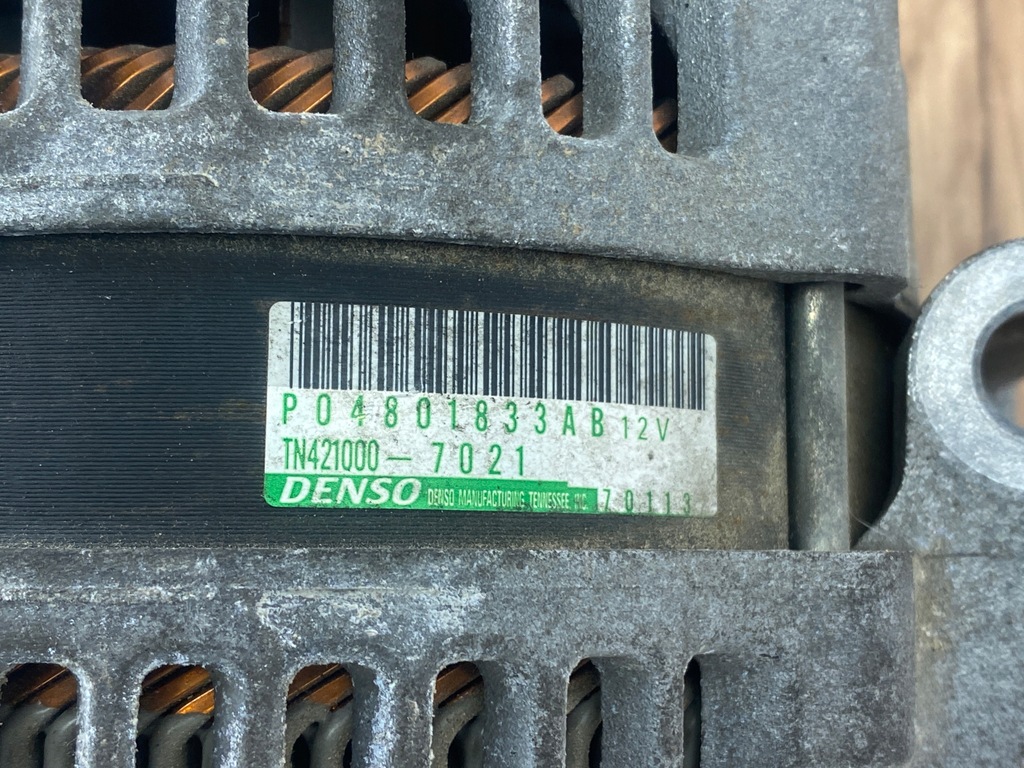 P04801833AB 12V
TN421000-7021
DENSO DENSO MANUFACTURING TENNESSEE, INC. 70113